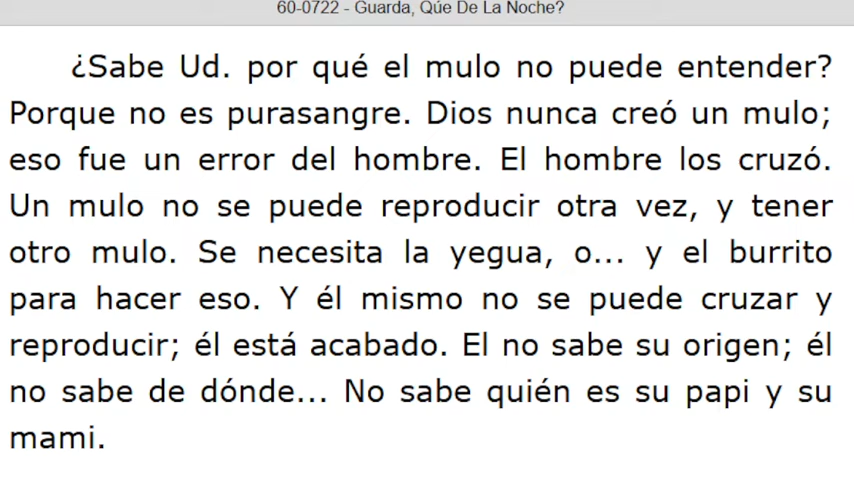 60-0722 - Guarda, Qúe De La Noche?
¿Sabe Ud. por qué el mulo no puede entender?
Porque no es purasangre. Dios nunca creó un mulo;
eso fue un error del hombre. El hombre los cruzó.
Un mulo no se puede reproducir otra vez, y tener
otro mulo. Se necesita la yegua, o... y el burrito
para hacer eso. Y él mismo no se puede cruzar y
reproducir; él está acabado. El no sabe su origen; él
no sabe de dónde... No sabe quién es su papi y su
mami.